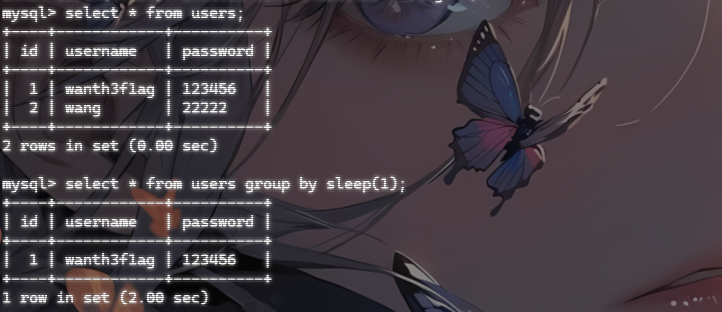 mysql> select * from users;
+----+------------+----------+
| id | username   | password |
+----+------------+----------+
|  1 | wanth3f1ag | 123456   |
|  2 | wang       | 22222    |
+----+------------+----------+
2 rows in set (0.00 sec)

mysql> select * from users group by sleep(1);
+----+------------+----------+
| id | username   | password |
+----+------------+----------+
|  1 | wanth3f1ag | 123456   |
+----+------------+----------+
1 row in set (2.00 sec)